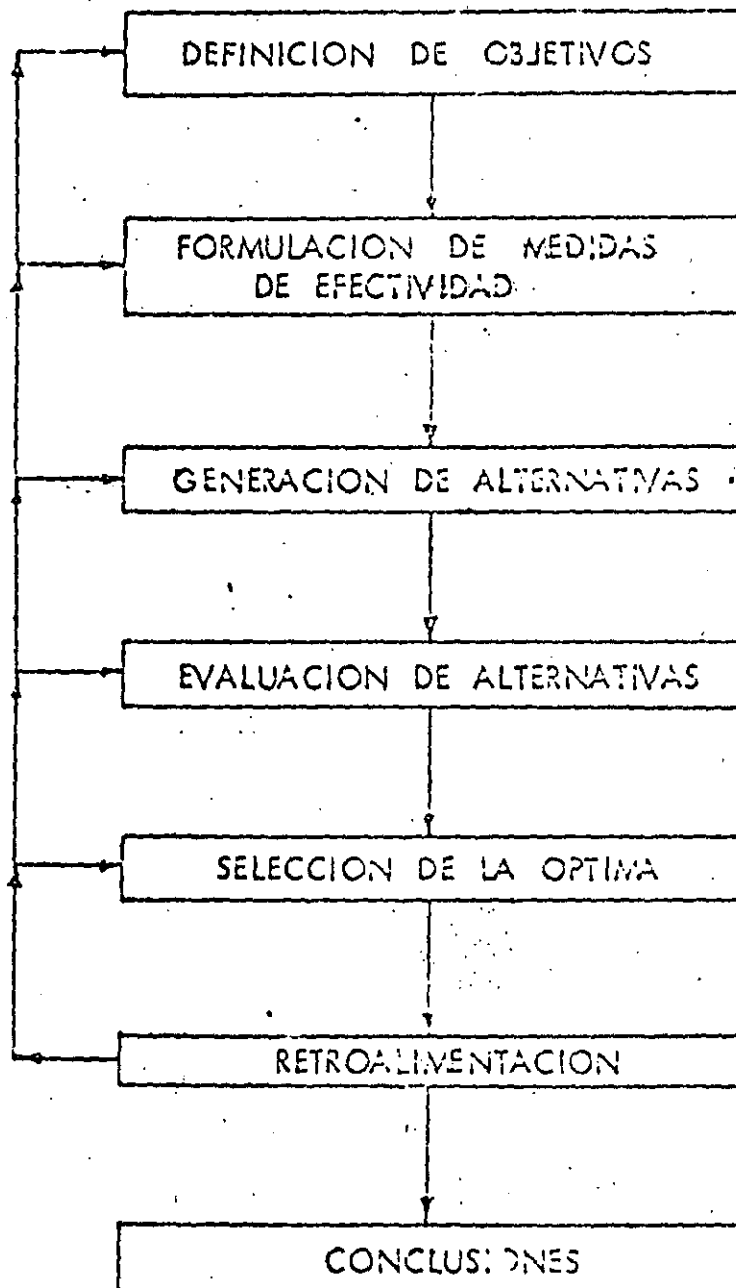 DEFINICION DE OBJETIVOS
FORMULACION DE MEDIDAS
DE EFECTIVIDAD
GENERACION DE ALTERNATIVAS
EVALUACION DE ALTERNATIVAS
SELECCION DE LA OPTIMA
RETROALIMENTACION
CONCLUSIONES